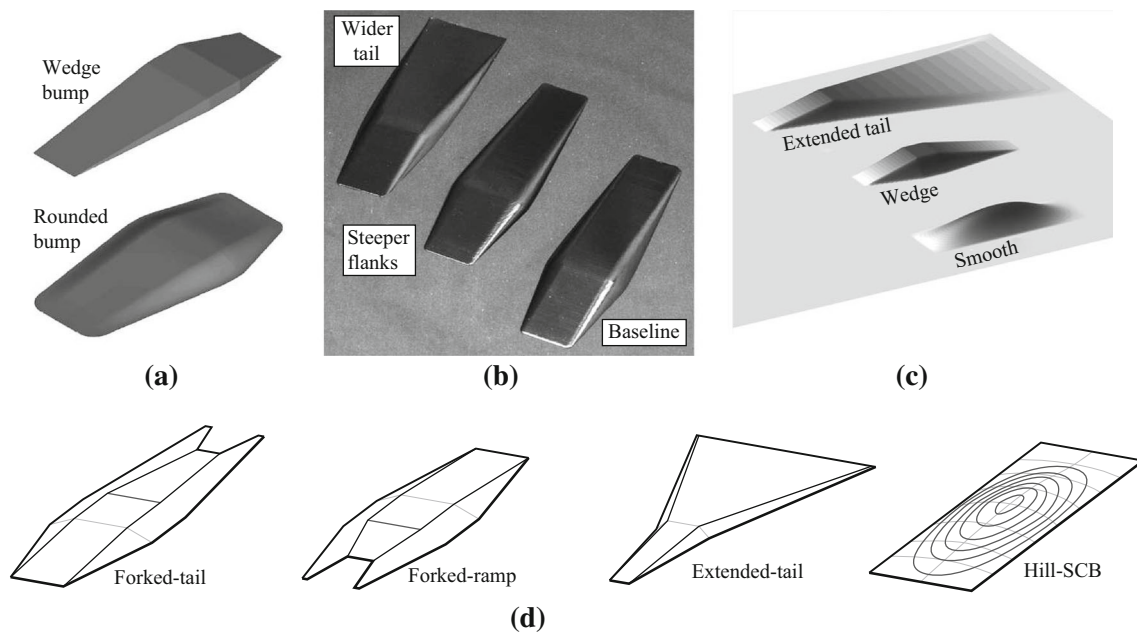 Wedge
bump
Rounded
bump
(a)
Wider
tail
Steeper
flanks
Baseline
(b)
Extended tail
Wedge
Smooth
(c)
Forked-tail
Forked-ramp
Extended-tail
Hill-SCB
(d)